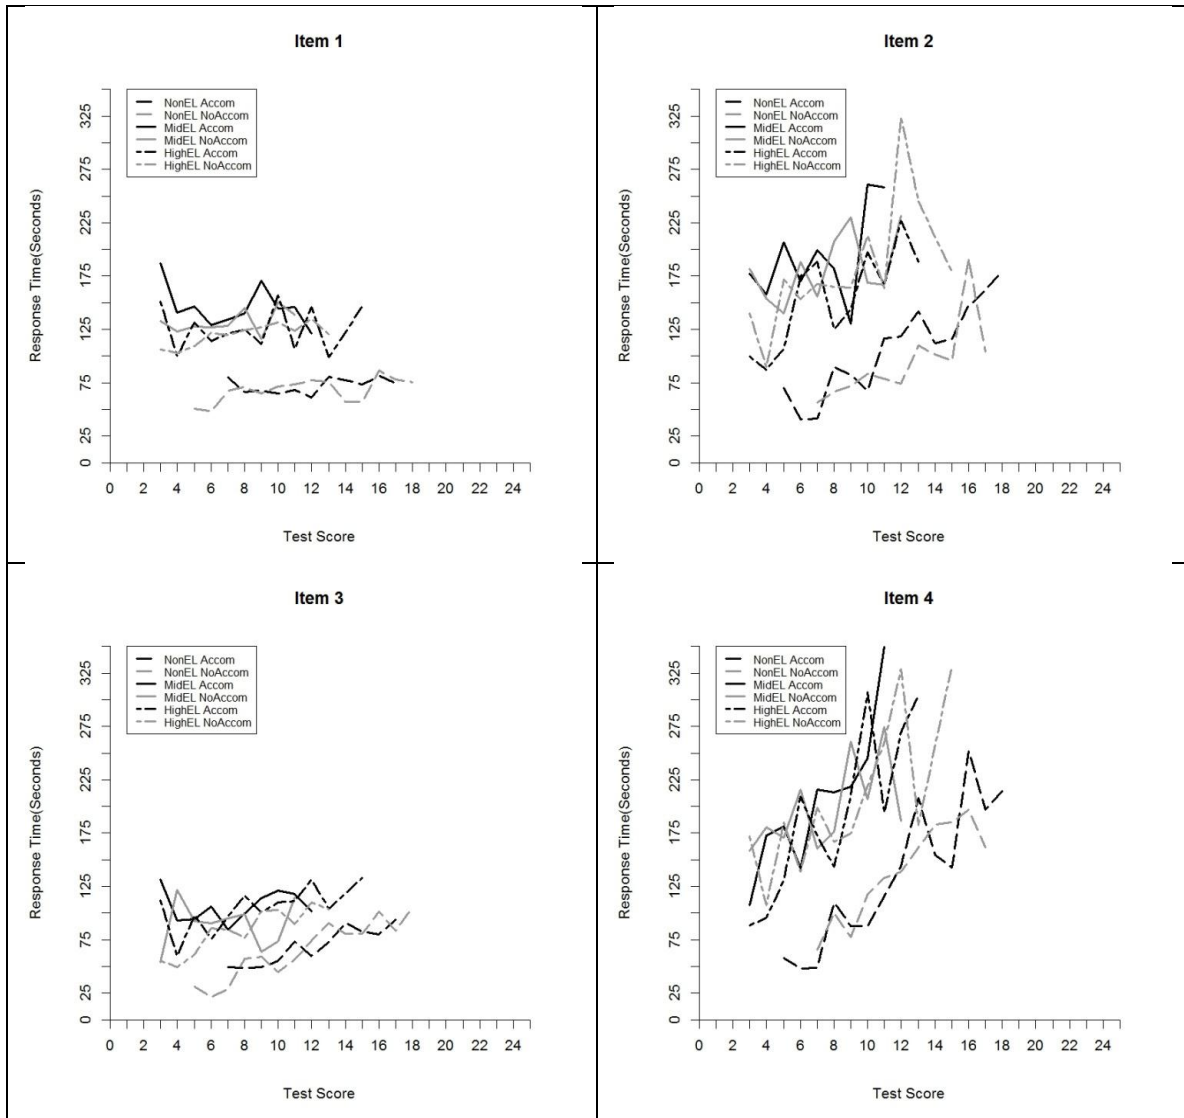 Item 1
NonEL Accom
NonEL NoAccom
MidEL Accom
MidEL NoAccom
HighEL Accom
HighEL NoAccom
Response Time(Seconds)
325
275
225
175
125
75
25
0
0 2 4 6 8 10 12 14 16 18 20 22 24
Test Score
Item 2
NonEL Accom
NonEL NoAccom
MidEL Accom
MidEL NoAccom
HighEL Accom
HighEL NoAccom
Response Time(Seconds)
325
275
225
175
125
75
25
0
0 2 4 6 8 10 12 14 16 18 20 22 24
Test Score
Item 3
NonEL Accom
NonEL NoAccom
MidEL Accom
MidEL NoAccom
HighEL Accom
HighEL NoAccom
Response Time(Seconds)
325
275
225
175
125
75
25
0
0 2 4 6 8 10 12 14 16 18 20 22 24
Test Score
Item 4
NonEL Accom
NonEL NoAccom
MidEL Accom
MidEL NoAccom
HighEL Accom
HighEL NoAccom
Response Time(Seconds)
325
275
225
175
125
75
25
0
0 2 4 6 8 10 12 14 16 18 20 22 24
Test Score